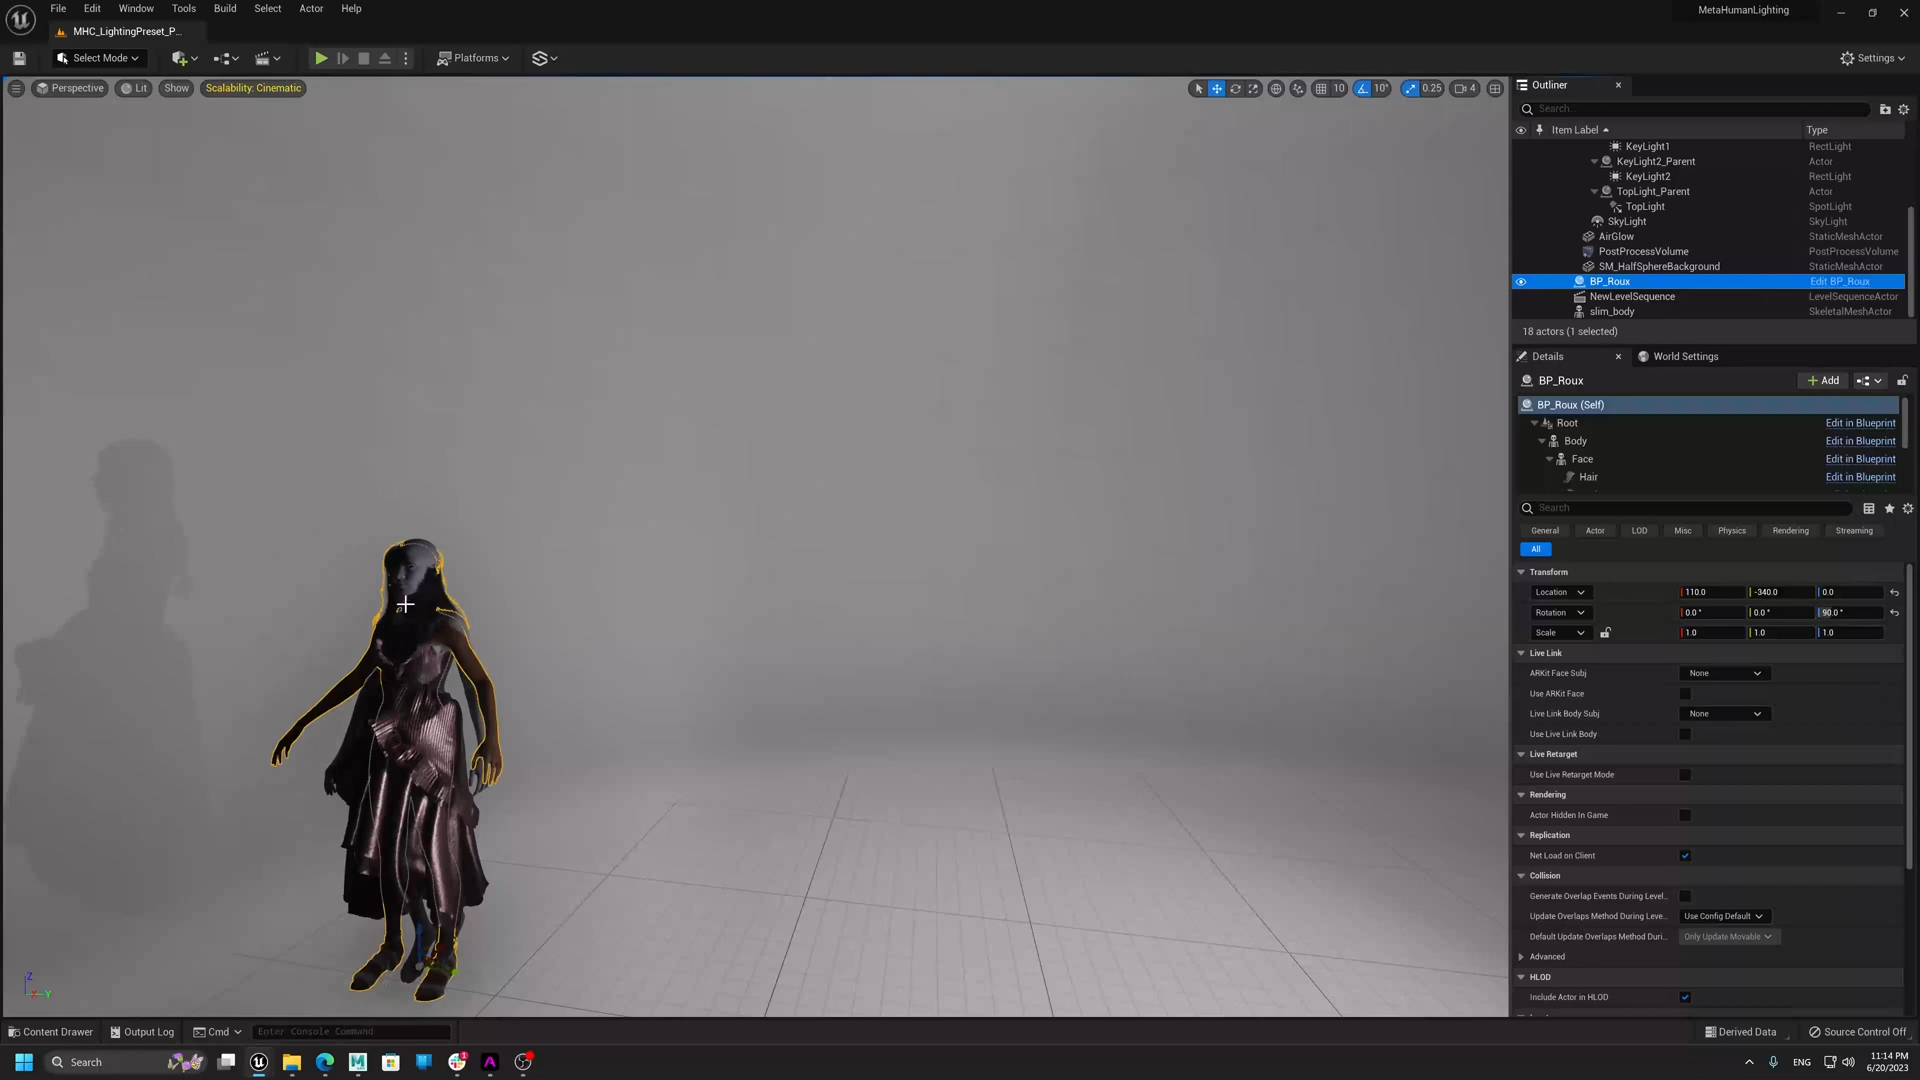 File Edit Window Tools Build Select Actor Help
MetaHumanLighting
MHC_LightingPreset_P...
Select Mode
Platforms
Settings
Perspective Lit Show Scalability: Cinematic
10 10° 0.25 4
Outliner
Search...
Item Label Type
KeyLight1 RectLight
KeyLight2_Parent Actor
KeyLight2 RectLight
TopLight_Parent Actor
TopLight SpotLight
SkyLight SkyLight
AirGlow StaticMeshActor
PostProcessVolume PostProcessVolume
SM_HalfSphereBackground StaticMeshActor
BP_Roux Edit BP_Roux
NewLevelSequence LevelSequenceActor
slim_body SkeletalMeshActor
18 actors (1 selected)
Details World Settings
BP_Roux Add
BP_Roux (Self)
Root Edit in Blueprint
Body Edit in Blueprint
Face Edit in Blueprint
Hair Edit in Blueprint
Search
General Actor LOD Misc Physics Rendering Streaming
All
Transform
Location 110.0 -340.0 0.0
Rotation 0.0° 0.0° 90.0°
Scale 1.0 1.0 1.0
Live Link
ARKit Face Subj None
Use ARKit Face
Live Link Body Subj None
Use Live Link Body
Live Retarget
Use Live Retarget Mode
Rendering
Actor Hidden In Game
Replication
Net Load on Client
Collision
Generate Overlap Events During Level...
Update Overlaps Method During Leve... Use Config Default
Default Update Overlaps Method Duri... Only Update Movable
Advanced
HLOD
Include Actor in HLOD
Z
X Y
Content Drawer Output Log Cmd Enter Console Command
Derived Data Source Control Off
Search
1
ENG
11:14 PM
6/20/2023